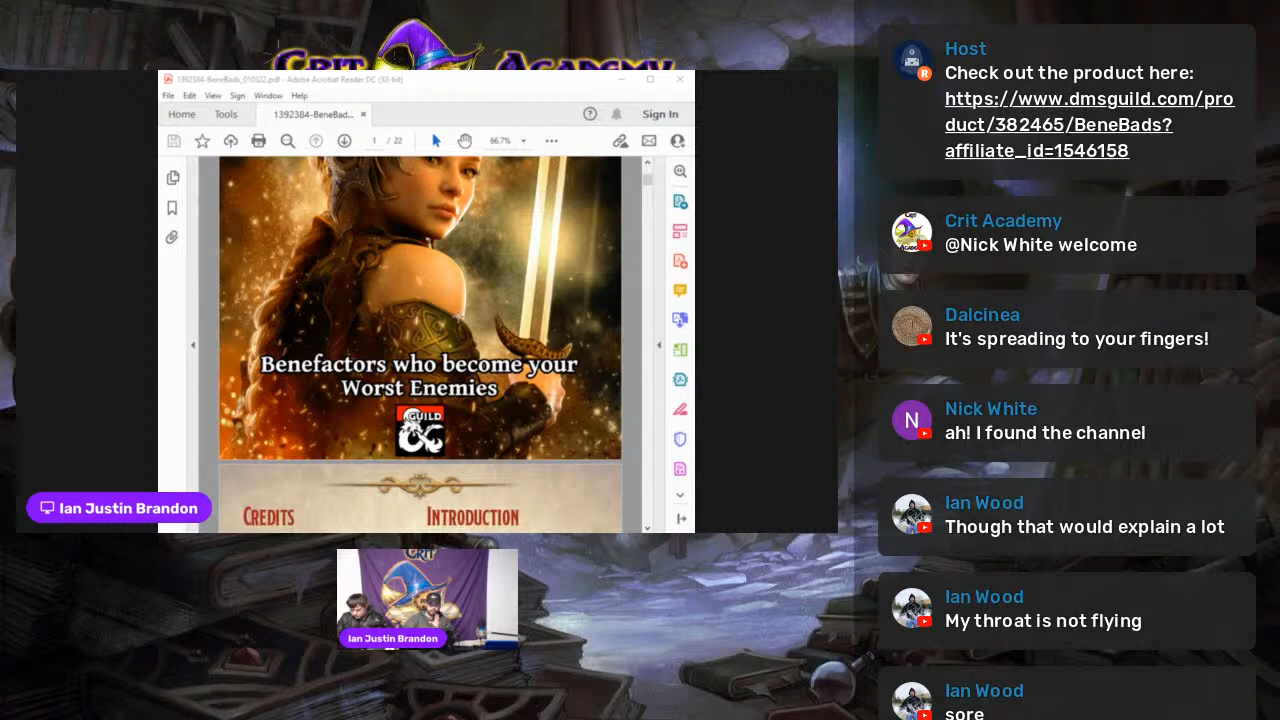 CRIT ACADEMY
1392384-BeneBads_010322.pdf - Adobe Acrobat Reader DC (32-bit)
File Edit View Sign Window Help
Home Tools 1392384-BeneBad... × Sign In
1 / 22 66.7%
Benefactors who become your
Worst Enemies
GUILD
CREDITS INTRODUCTION
Ian Justin Brandon
CRIT
Ian Justin Brandon
Host
Check out the product here:
https://www.dmsguild.com/pro
duct/382465/BeneBads?
affiliate_id=1546158
Crit Academy
@Nick White welcome
Dalcinea
It's spreading to your fingers!
N
Nick White
ah! I found the channel
Ian Wood
Though that would explain a lot
Ian Wood
My throat is not flying
Ian Wood
sore